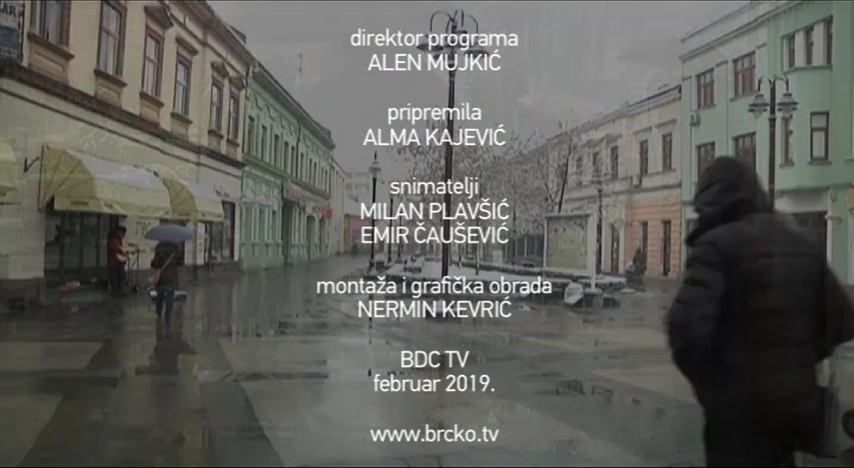 direktor programa
ALEN MUJKIĆ
pripremila
ALMA KAJEVIĆ
snimatelji
MILAN PLAVŠIĆ
EMIR ČAUŠEVIĆ
montaža i grafička obrada
NERMIN KEVRIĆ
BDC TV
februar 2019.
www.brcko.tv